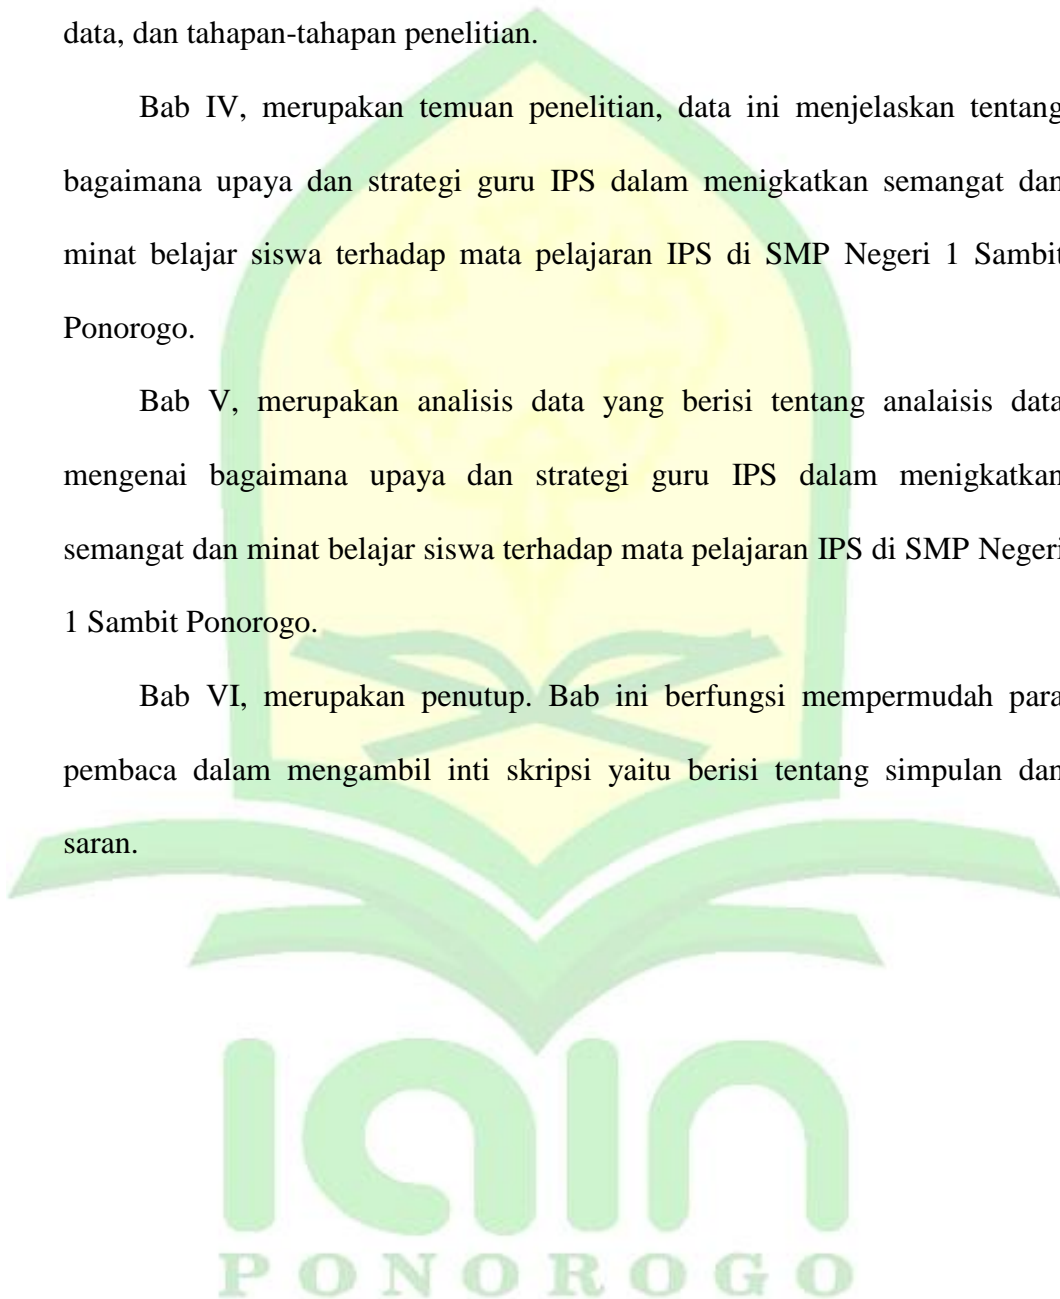 data, dan tahapan-tahapan penelitian.
Bab IV, merupakan temuan penelitian, data ini menjelaskan tentang
bagaimana upaya dan strategi guru IPS dalam menigkatkan semangat dan
minat belajar siswa terhadap mata pelajaran IPS di SMP Negeri 1 Sambit
Ponorogo.
Bab V, merupakan analisis data yang berisi tentang analaisis data
mengenai bagaimana upaya dan strategi guru IPS dalam menigkatkan
semangat dan minat belajar siswa terhadap mata pelajaran IPS di SMP Negeri
1 Sambit Ponorogo.
Bab VI, merupakan penutup. Bab ini berfungsi mempermudah para
pembaca dalam mengambil inti skripsi yaitu berisi tentang simpulan dan
saran.
iain
PONOROGO